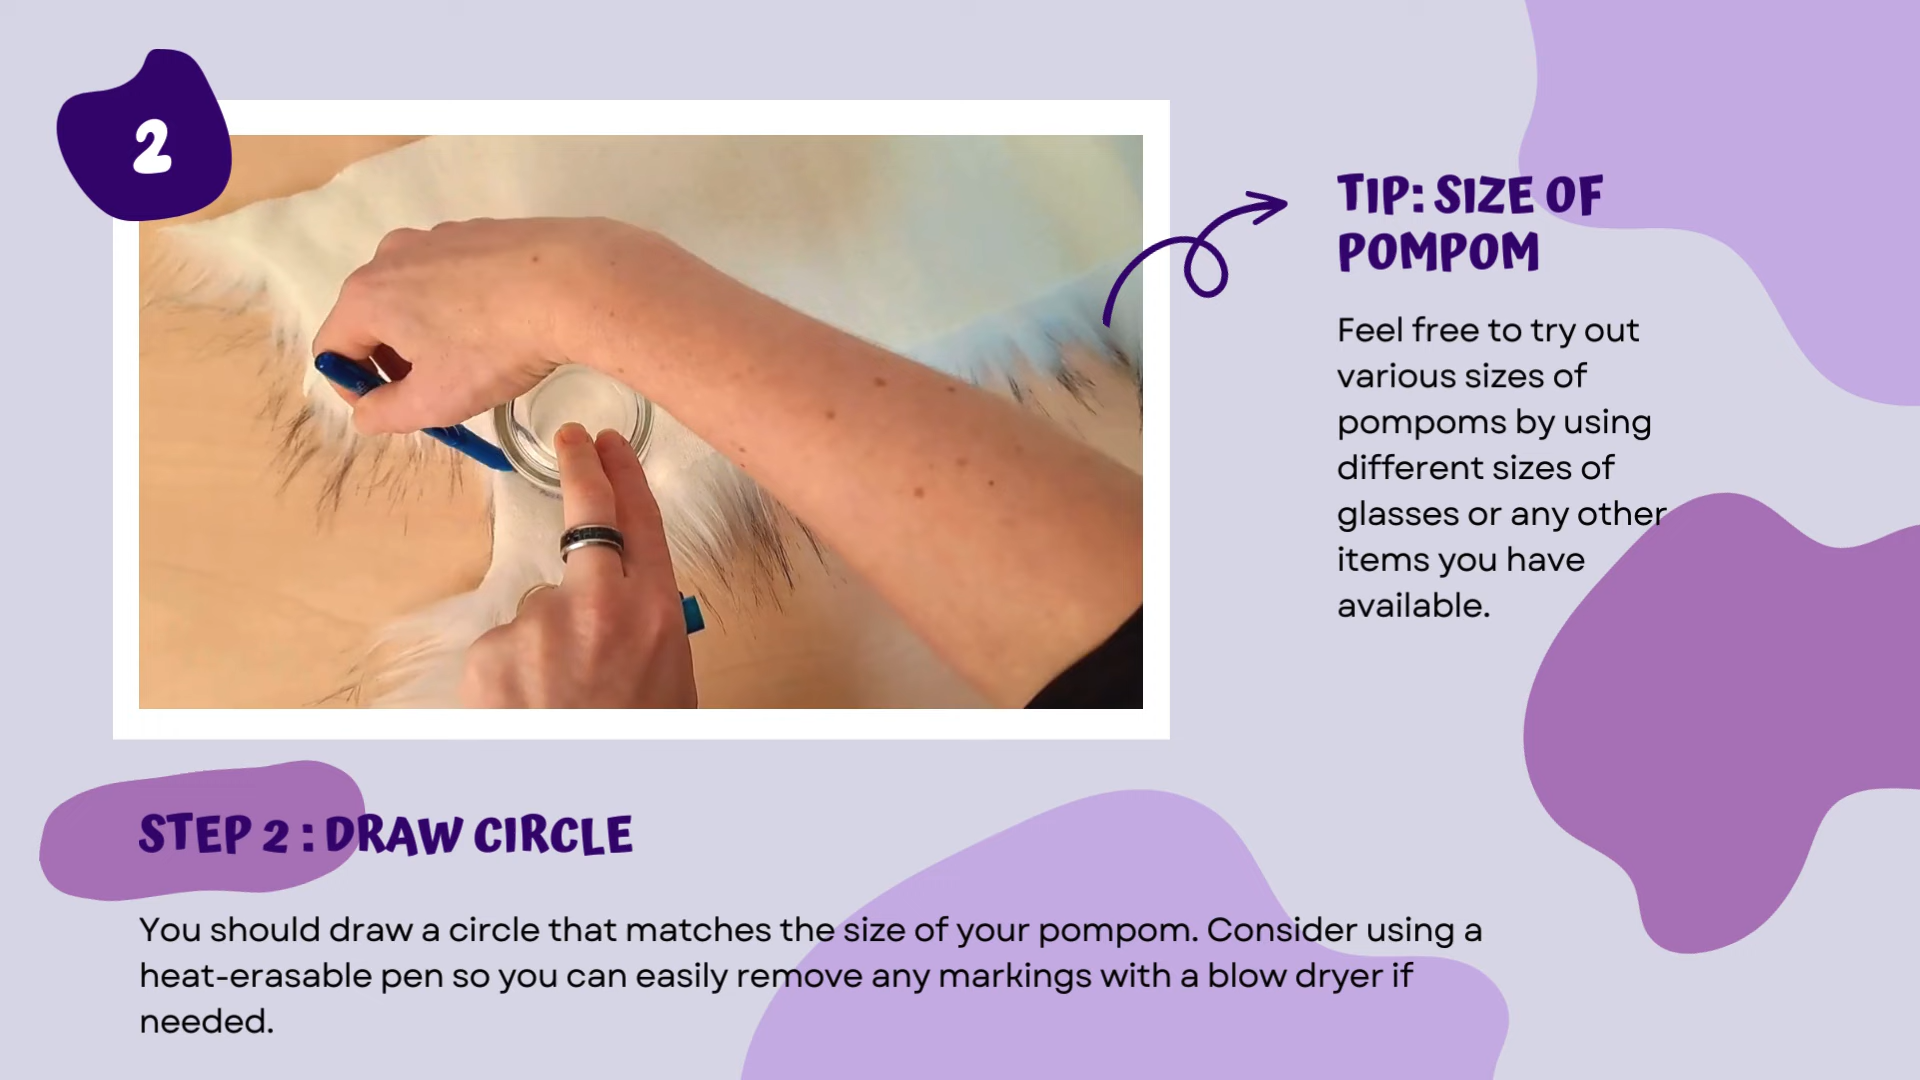 2
TIP: SIZE OF
POMPOM
Feel free to try out
various sizes of
pompoms by using
different sizes of
glasses or any other
items you have
available.
STEP 2 : DRAW CIRCLE
You should draw a circle that matches the size of your pompom. Consider using a
heat-erasable pen so you can easily remove any markings with a blow dryer if
needed.